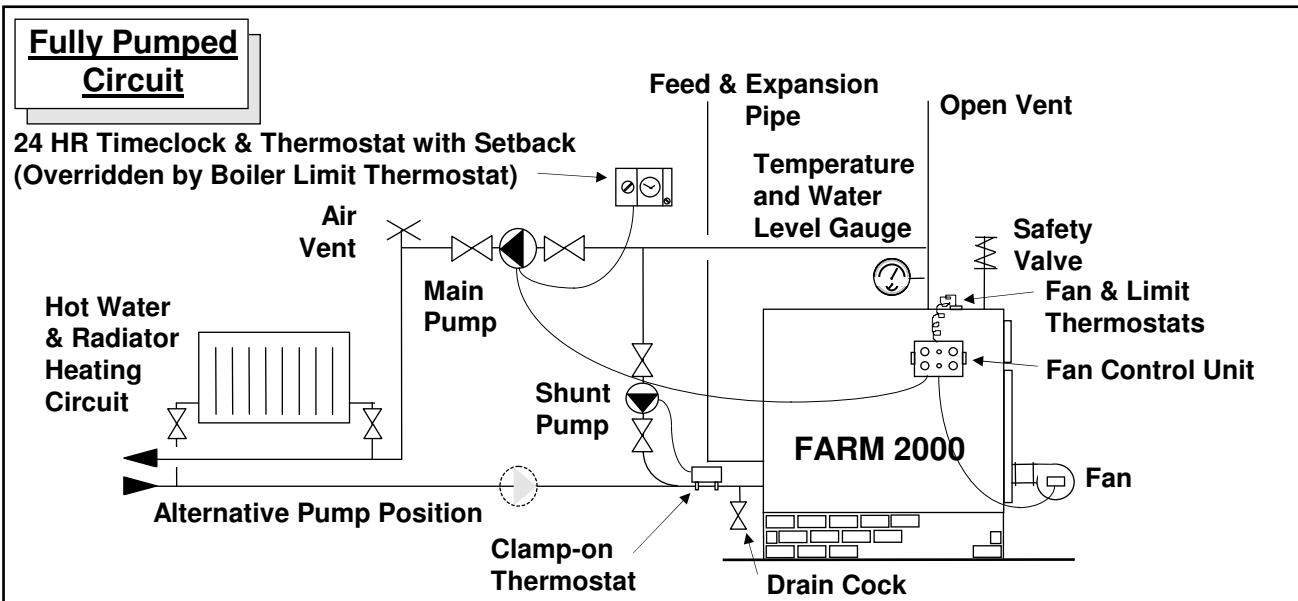 Fully Pumped
Circuit
24 HR Timeclock & Thermostat with Setback
(Overridden by Boiler Limit Thermostat)
Feed & Expansion
Pipe
Open Vent
Temperature
and Water
Level Gauge
Air
Vent
Safety
Valve
Main
Pump
Fan & Limit
Thermostats
Hot Water
& Radiator
Heating
Circuit
Fan Control Unit
Shunt
Pump
FARM 2000
Fan
Alternative Pump Position
Clamp-on
Thermostat
Drain Cock